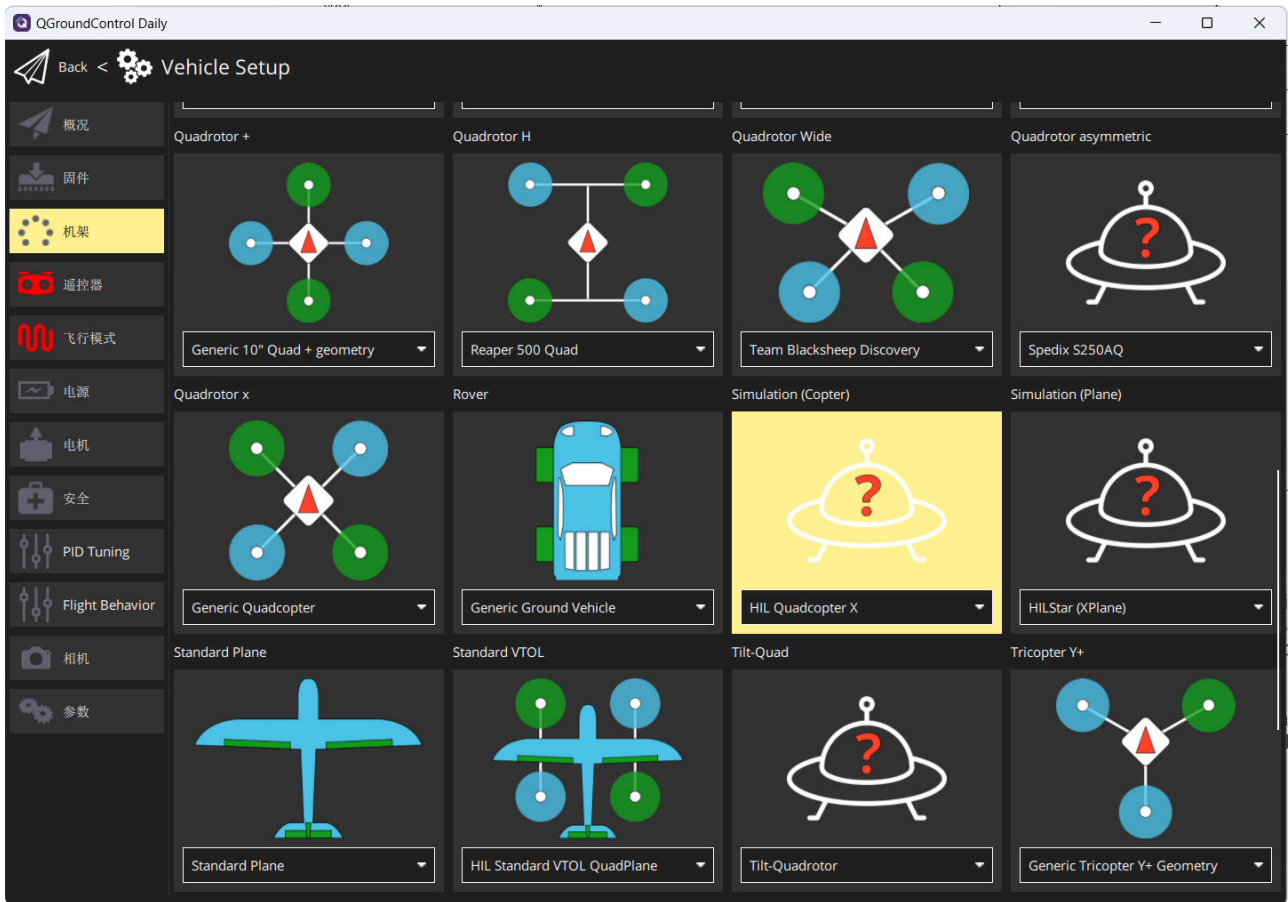 QGroundControl Daily
Back < Vehicle Setup
概况
固件
机架
遥控器
飞行模式
电源
电机
安全
PID Tuning
Flight Behavior
相机
参数
Quadrotor + Quadrotor H Quadrotor Wide Quadrotor asymmetric
Generic 10" Quad + geometry Reaper 500 Quad Team Blacksheep Discovery Spedix S250AQ
Quadrotor x Rover Simulation (Copter) Simulation (Plane)
? ?
Generic Quadcopter Generic Ground Vehicle HIL Quadcopter X HILStar (XPlane)
Standard Plane Standard VTOL Tilt-Quad Tricopter Y+
Standard Plane HIL Standard VTOL QuadPlane Tilt-Quadrotor Generic Tricopter Y+ Geometry